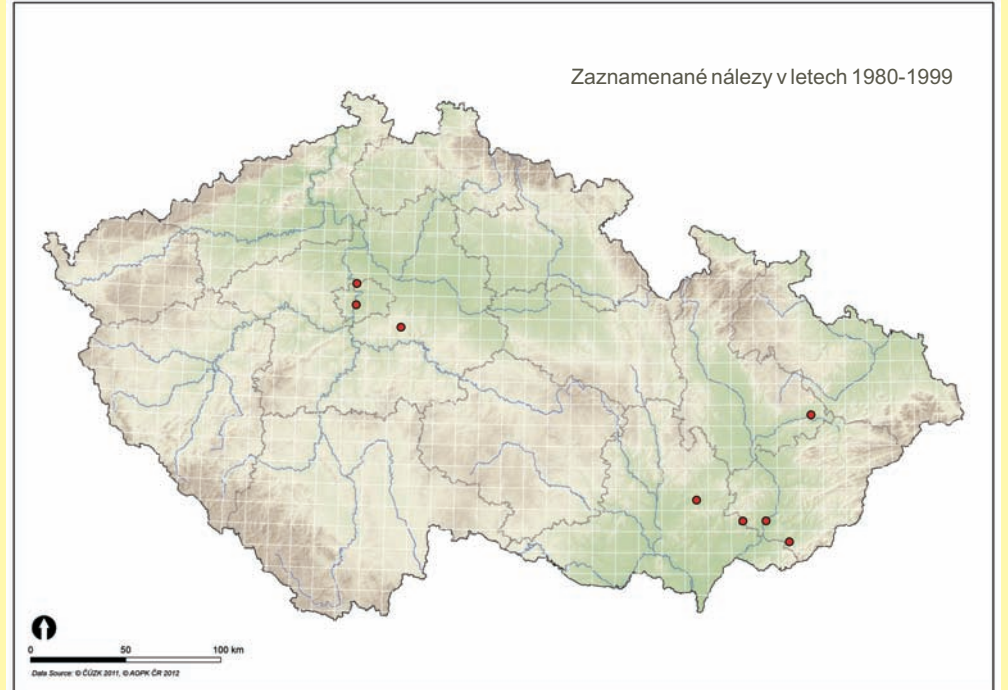 Zaznamenané nálezy v letech 1980-1999
0 50 100 km
Data Source: © ČÚZK 2011, © AOPK ČR 2012